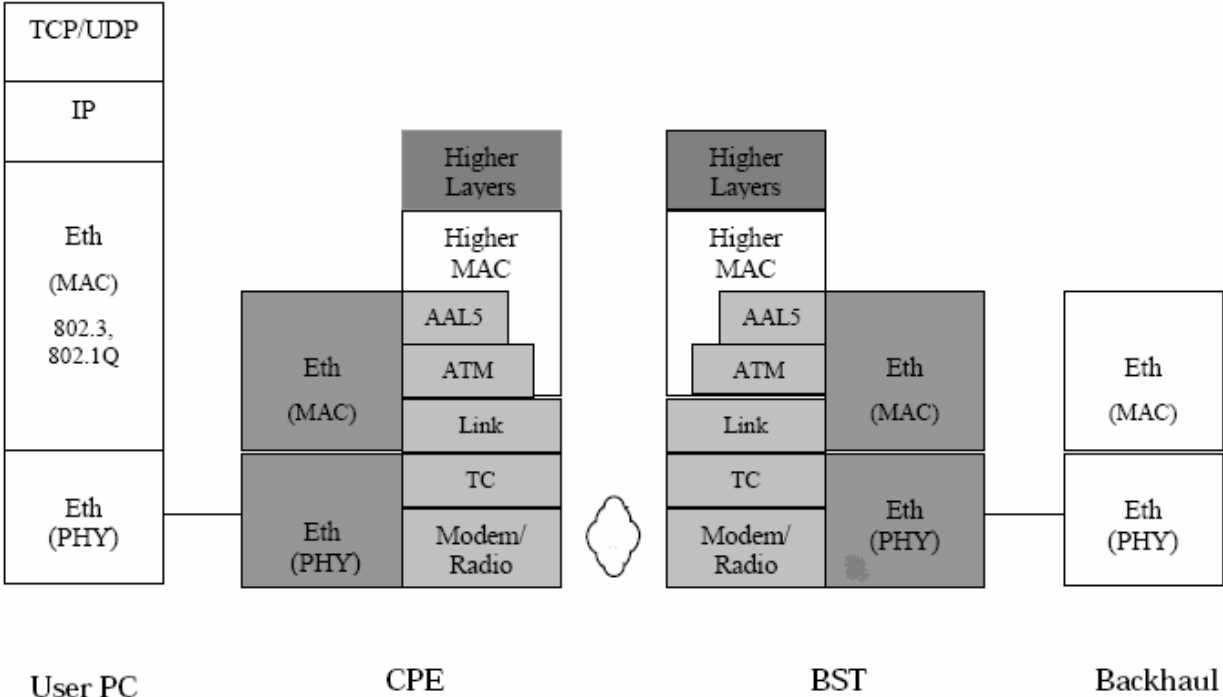 TCP/UDP
IP
Eth
(MAC)
802.3,
802.1Q
Eth
(PHY)
Eth
(MAC)
Eth
(PHY)
Higher
Layers
Higher
MAC
AAL5
ATM
Link
TC
Modem/
Radio
Higher
Layers
Higher
MAC
AAL5
ATM
Link
TC
Modem/
Radio
Eth
(MAC)
Eth
(PHY)
Eth
(MAC)
Eth
(PHY)
User PC
CPE
BST
Backhaul